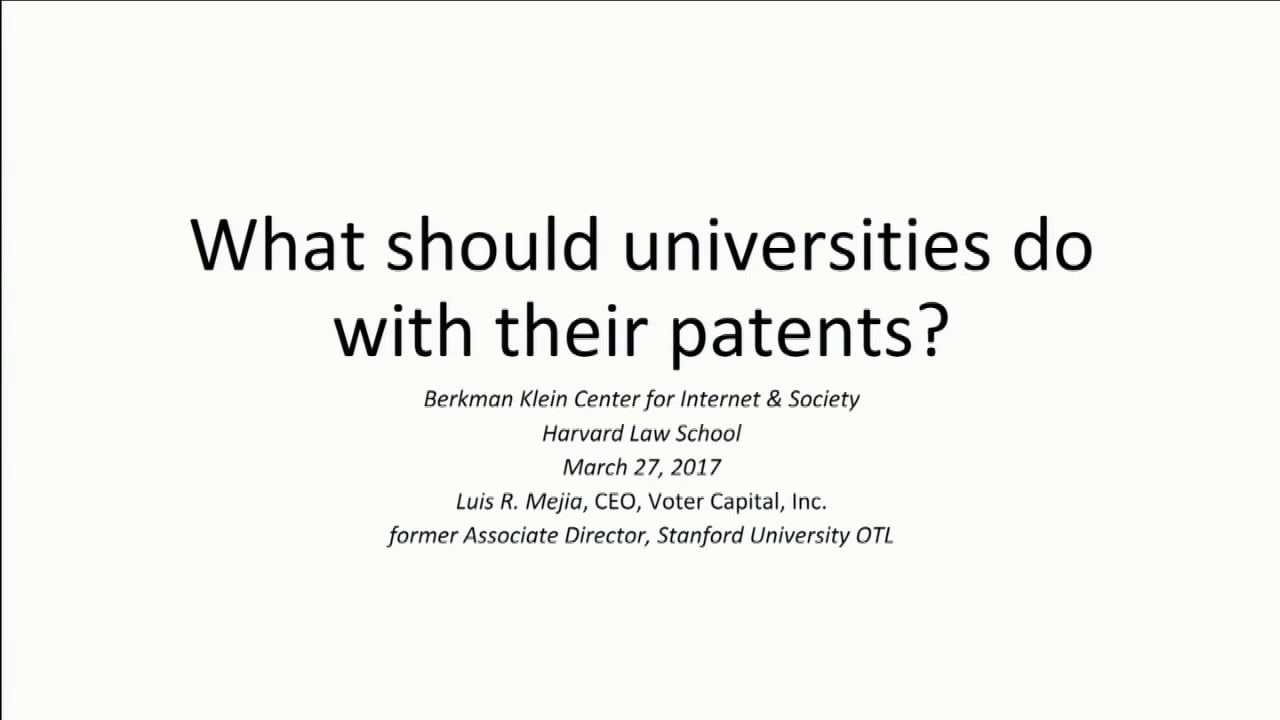 What should universities do
with their patents?
Berkman Klein Center for Internet & Society
Harvard Law School
March 27, 2017
Luis R. Mejia, CEO, Voter Capital, Inc.
former Associate Director, Stanford University OTL